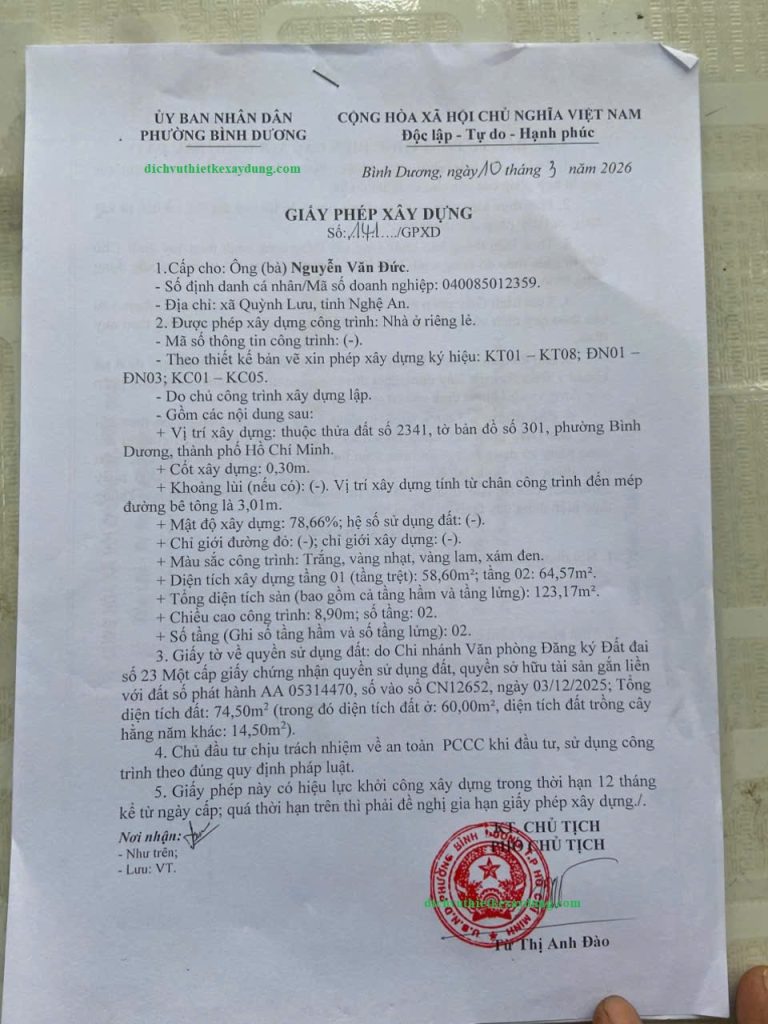 ỦY BAN NHÂN DÂN
PHƯỜNG BÌNH DƯƠNG
dichvuthietkexaydung.com
CỘNG HÒA XÃ HỘI CHỦ NGHĨA VIỆT NAM
Độc lập - Tự do - Hạnh phúc
Bình Dương, ngày 10 tháng 3 năm 2026
GIẤY PHÉP XÂY DỰNG
Số: 141.../GPXD
1.Cấp cho: Ông (bà) Nguyễn Văn Đức.
- Số định danh cá nhân/Mã số doanh nghiệp: 040085012359.
- Địa chỉ: xã Quỳnh Lưu, tỉnh Nghệ An.
2. Được phép xây dựng công trình: Nhà ở riêng lẻ.
- Mã số thông tin công trình: (-).
- Theo thiết kế bản vẽ xin phép xây dựng ký hiệu: KT01 – KT08; ĐN01 –
ĐN03; KC01 – KC05.
- Do chủ công trình xây dựng lập.
- Gồm các nội dung sau:
+ Vị trí xây dựng: thuộc thửa đất số 2341, tờ bản đồ số 301, phường Bình
Dương, thành phố Hồ Chí Minh.
+ Cốt xây dựng: 0,30m.
+ Khoảng lùi (nếu có): (-). Vị trí xây dựng tính từ chân công trình đến mép
đường bê tông là 3,01m.
+ Mật độ xây dựng: 78,66%; hệ số sử dụng đất: (-).
+ Chỉ giới đường đỏ: (-); chỉ giới xây dựng: (-).
+ Màu sắc công trình: Trắng, vàng nhạt, vàng lam, xám đen.
+ Diện tích xây dựng tầng 01 (tầng trệt): 58,60m²; tầng 02: 64,57m².
+ Tổng diện tích sàn (bao gồm cả tầng hầm và tầng lửng): 123,17m².
+ Chiều cao công trình: 8,90m; số tầng: 02.
+ Số tầng (Ghi số tầng hầm và số tầng lửng): 02.
3. Giấy tờ về quyền sử dụng đất: do Chi nhánh Văn phòng Đăng ký Đất đai
số 23 Một cấp giấy chứng nhận quyền sử dụng đất, quyền sở hữu tài sản gắn liền
với đất số phát hành AA 05314470, số vào sổ CN12652, ngày 03/12/2025; Tổng
diện tích đất: 74,50m² (trong đó diện tích đất ở: 60,00m², diện tích đất trồng cây
hằng năm khác: 14,50m²).
4. Chủ đầu tư chịu trách nhiệm về an toàn PCCC khi đầu tư, sử dụng công
trình theo đúng quy định pháp luật.
5. Giấy phép này có hiệu lực khởi công xây dựng trong thời hạn 12 tháng
kể từ ngày cấp; quá thời hạn trên thì phải đề nghị gia hạn giấy phép xây dựng./.
Nơi nhận:
- Như trên;
- Lưu: VT.
KT. CHỦ TỊCH
PHÓ CHỦ TỊCH
U.B.N.D PHƯỜNG BÌNH DƯƠNG T.P HỒ CHÍ MINH
dichvuthietkexaydung.com
Từ Thị Anh Đào